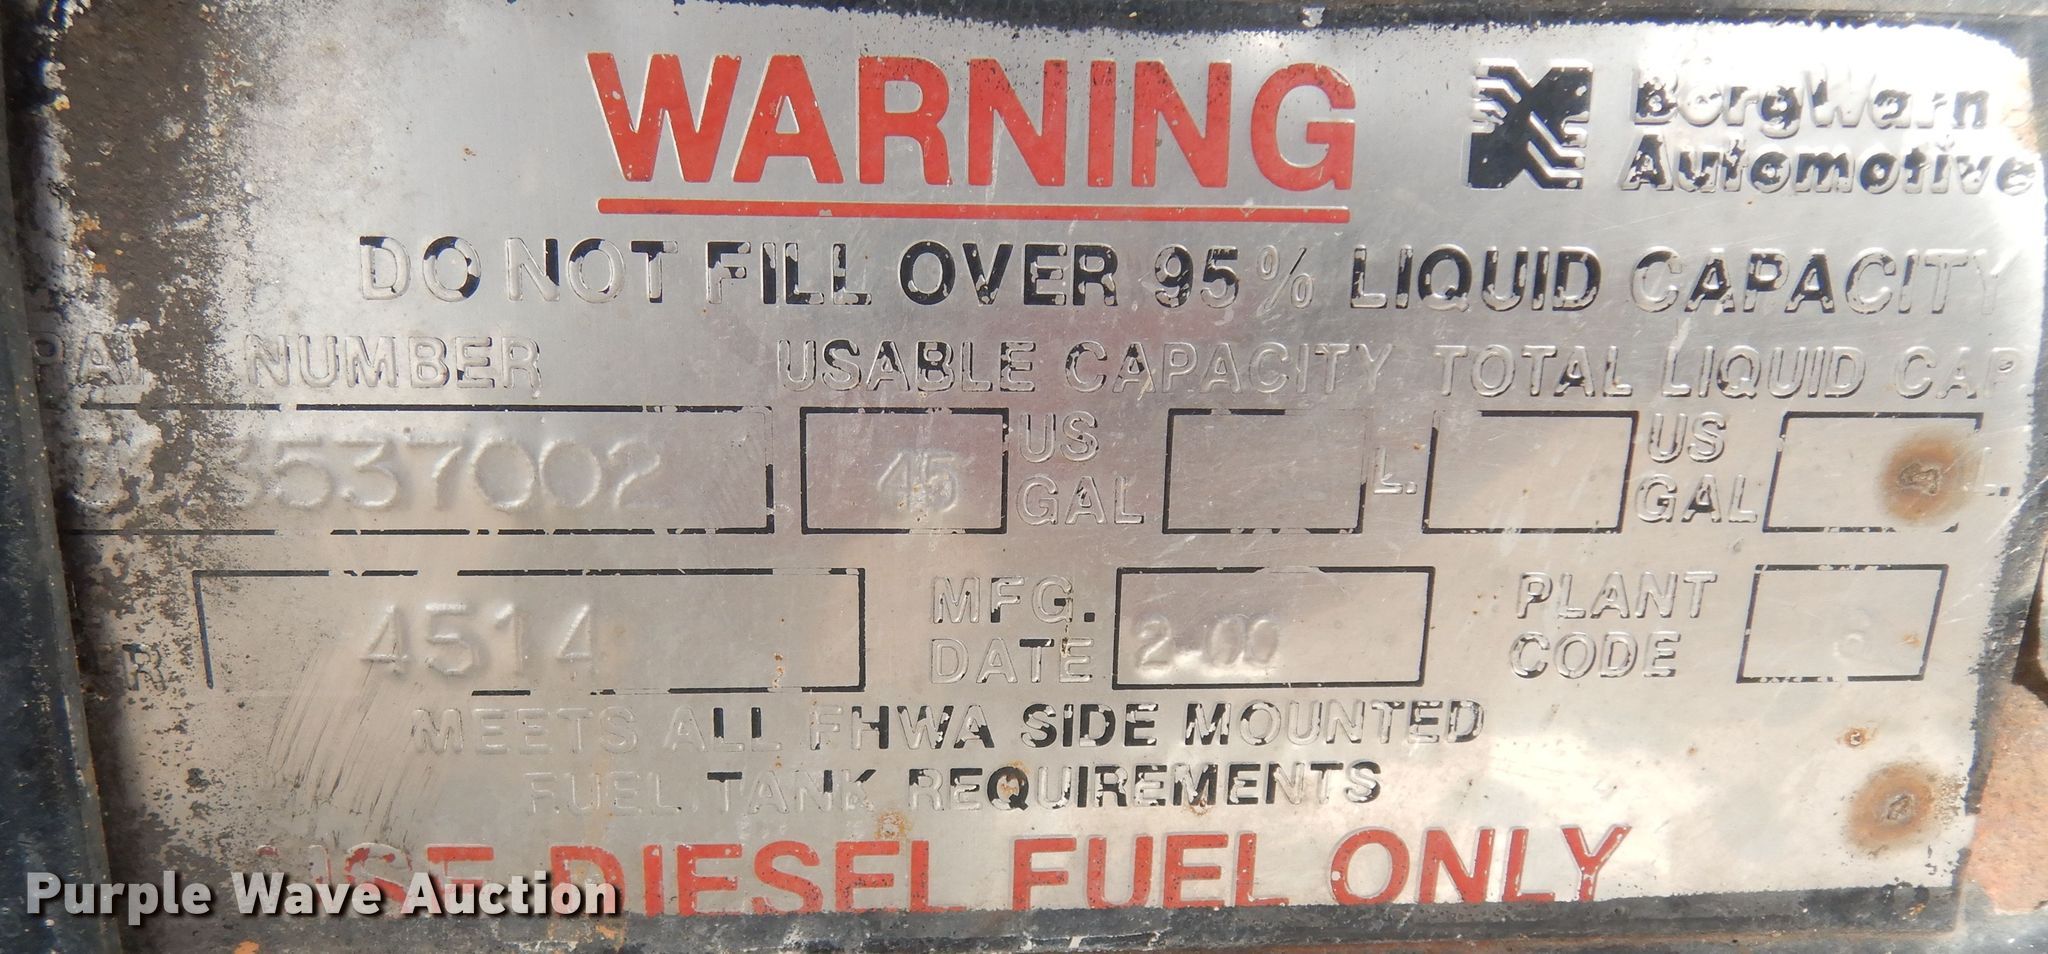 WARNING
BorgWarn
Automotive
DO NOT FILL OVER 95% LIQUID CAPACITY
NUMBER USABLE CAPACITY TOTAL LIQUID CAP.
3537002 45 US GAL L. US GAL L.
R 4514 MFG. DATE 2-00 PLANT CODE
MEETS ALL FHWA SIDE MOUNTED
FUEL TANK REQUIREMENTS
USE DIESEL FUEL ONLY
Purple Wave Auction